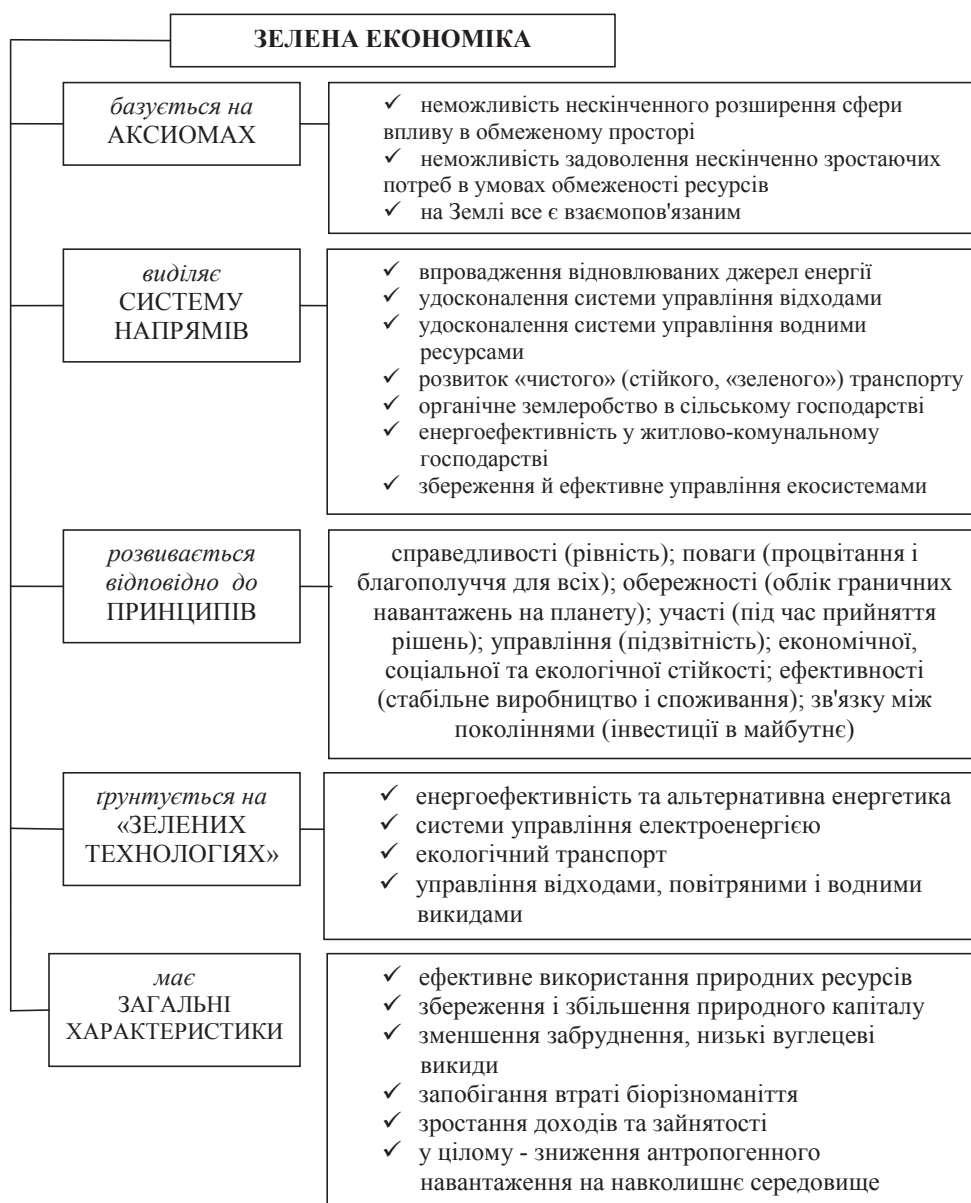 ЗЕЛЕНА ЕКОНОМІКА
базується на
АКСИОМАХ
✓ неможливість нескінченного розширення сфери
впливу в обмеженому просторі
✓ неможливість задоволення нескінченно зростаючих
потреб в умовах обмеженості ресурсів
✓ на Землі все є взаємопов'язаним
виділяє
СИСТЕМУ
НАПРЯМІВ
✓ впровадження відновлюваних джерел енергії
✓ удосконалення системи управління відходами
✓ удосконалення системи управління водними
ресурсами
✓ розвиток «чистого» (стійкого, «зеленого») транспорту
✓ органічне землеробство в сільському господарстві
✓ енергоефективність у житлово-комунальному
господарстві
✓ збереження й ефективне управління екосистемами
розвивається
відповідно до
ПРИНЦИПІВ
справедливості (рівність); поваги (процвітання і
благополуччя для всіх); обережності (облік граничних
навантажень на планету); участі (під час прийняття
рішень); управління (підзвітність); економічної,
соціальної та екологічної стійкості; ефективності
(стабільне виробництво і споживання); зв'язку між
поколіннями (інвестиції в майбутнє)
ґрунтується на
«ЗЕЛЕНИХ
ТЕХНОЛОГІЯХ»
✓ енергоефективність та альтернативна енергетика
✓ системи управління електроенергією
✓ екологічний транспорт
✓ управління відходами, повітряними і водними
викидами
має
ЗАГАЛЬНІ
ХАРАКТЕРИСТИКИ
✓ ефективне використання природних ресурсів
✓ збереження і збільшення природного капіталу
✓ зменшення забруднення, низькі вуглецеві
викиди
✓ запобігання втраті біорізноманіття
✓ зростання доходів та зайнятості
✓ у цілому - зниження антропогенного
навантаження на навколишнє середовище